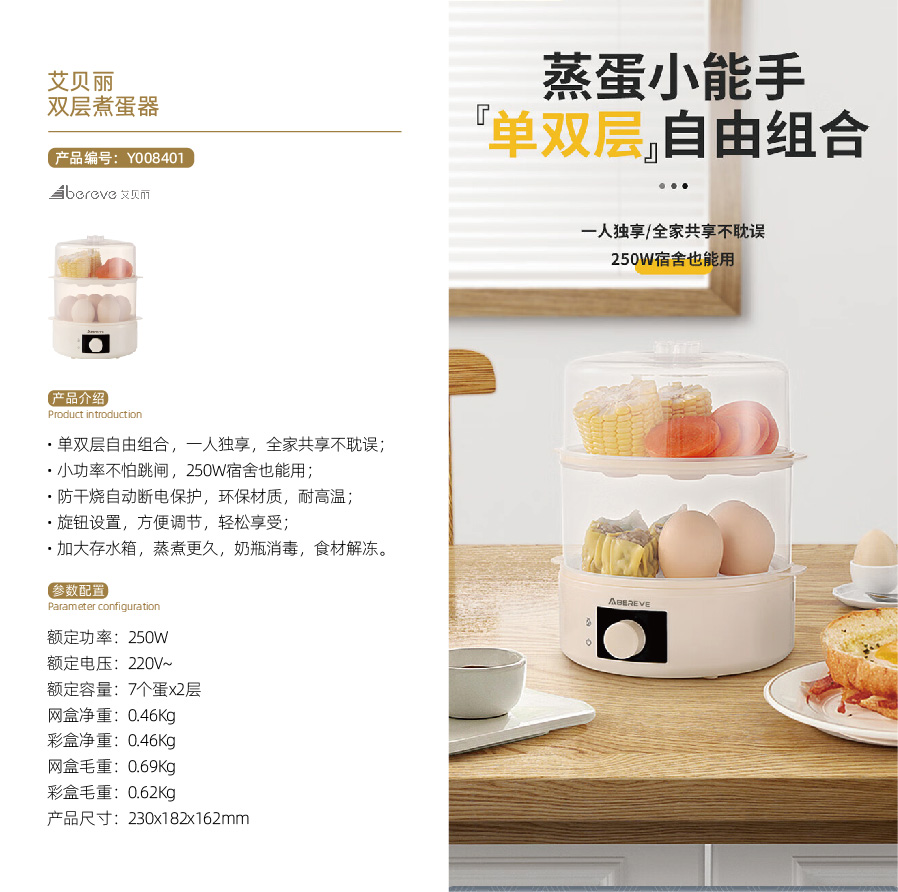 艾贝丽
双层煮蛋器
产品编号：Y008401
Abereve 艾贝丽
ABEREVE
产品介绍
Product introduction
• 单双层自由组合，一人独享，全家共享不耽误；
• 小功率不怕跳闸，250W宿舍也能用；
• 防干烧自动断电保护，环保材质，耐高温；
• 旋钮设置，方便调节，轻松享受；
• 加大存水箱，蒸煮更久，奶瓶消毒，食材解冻。
参数配置
Parameter configuration
额定功率：250W
额定电压：220V~
额定容量：7个蛋x2层
网盒净重：0.46Kg
彩盒净重：0.46Kg
网盒毛重：0.69Kg
彩盒毛重：0.62Kg
产品尺寸：230x182x162mm
蒸蛋小能手
『单双层』自由组合
一人独享/全家共享不耽误
250W宿舍也能用
ABEREVE